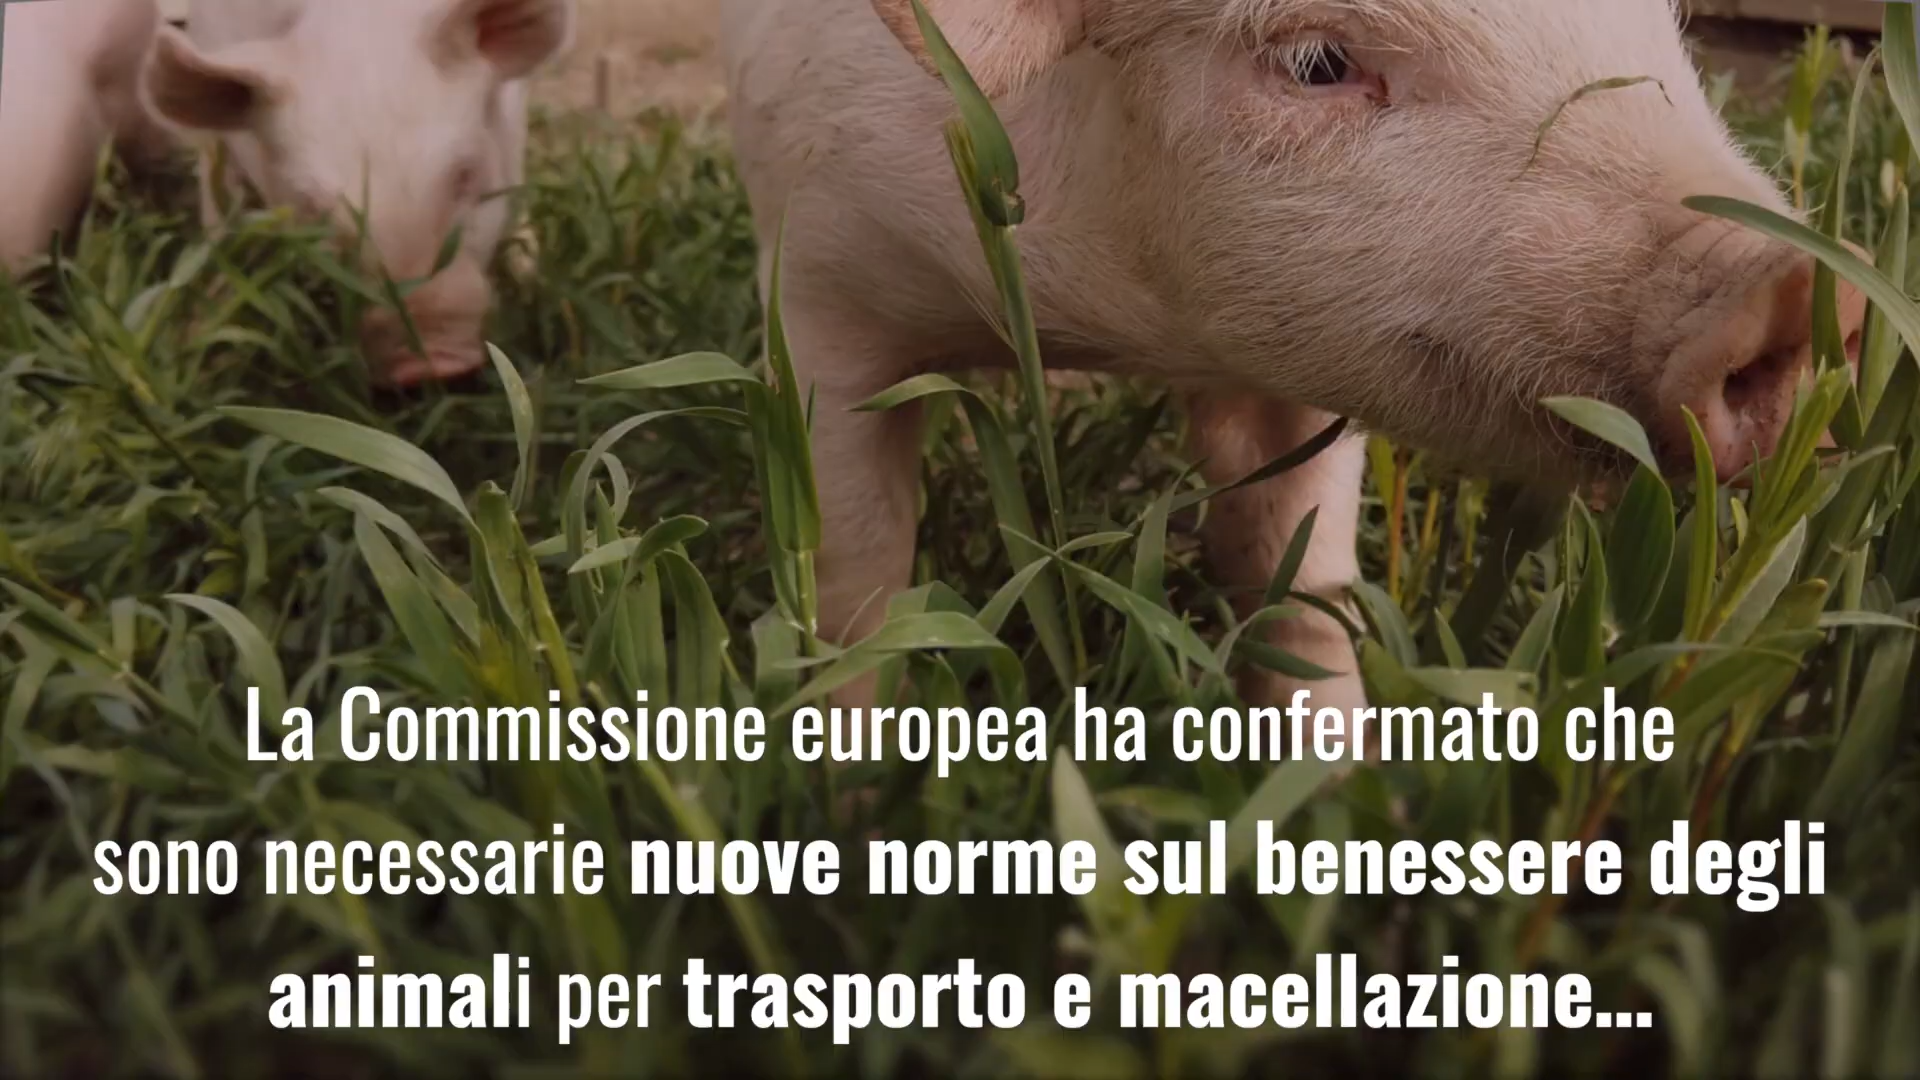 La Commissione europea ha confermato che
sono necessarie nuove norme sul benessere degli
animali per trasporto e macellazione...